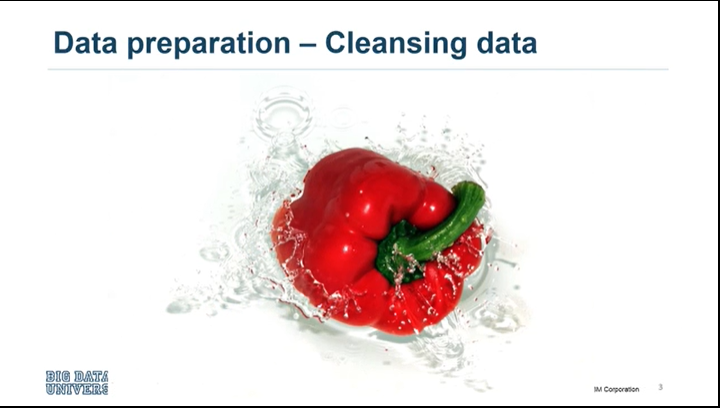 Data preparation – Cleansing data
BIG DATA
UNIVERS
IM Corporation
3